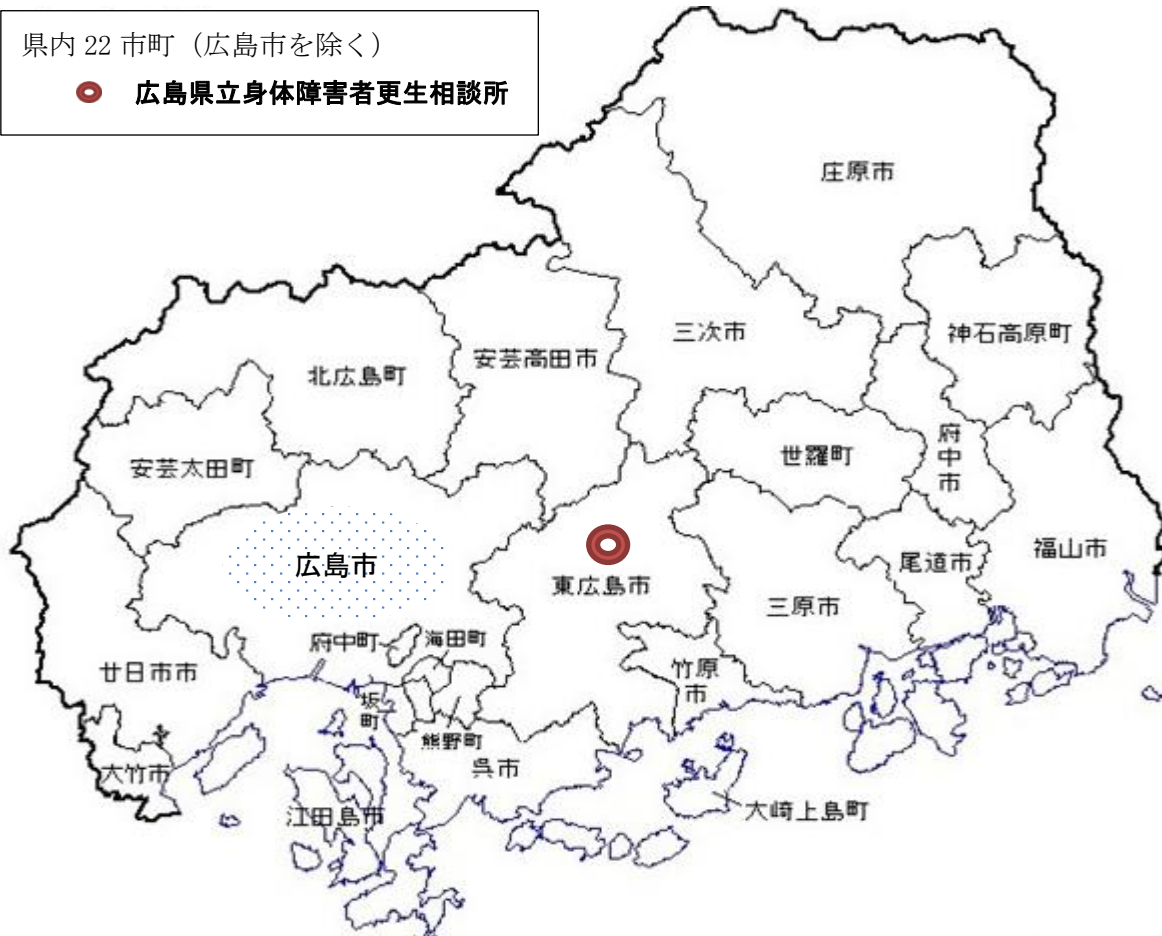 県内 22 市町（広島市を除く）
広島県立身体障害者更生相談所
庄原市
神石高原町
三次市
安芸高田市
北広島町
安芸太田町
世羅町
府中市
福山市
尾道市
三原市
東広島市
広島市
府中町
海田町
竹原市
廿日市市
坂町
熊野町
呉市
大竹市
江田島市
大崎上島町